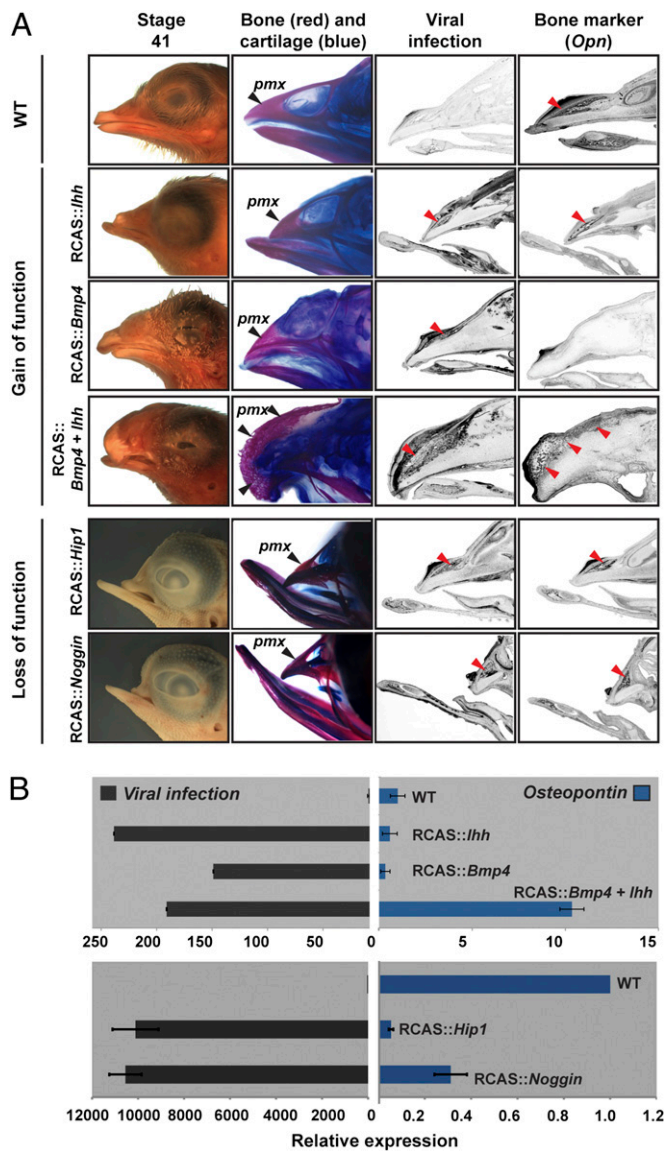 A
Stage
41
Bone (red) and
cartilage (blue)
Viral
infection
Bone marker
(Opn)
WT
pmx
Gain of function
RCAS::Ihh
pmx
RCAS::Bmp4
pmx
RCAS::
Bmp4 + Ihh
pmx
Loss of function
RCAS::Hip1
pmx
RCAS::Noggin
pmx
B
Viral infection
Osteopontin
WT
RCAS::Ihh
RCAS::Bmp4
RCAS::Bmp4 + Ihh
250 200 150 100 50 0 5 10 15
WT
RCAS::Hip1
RCAS::Noggin
12000 10000 8000 6000 4000 2000 0 0.2 0.4 0.6 0.8 1.0 1.2
Relative expression